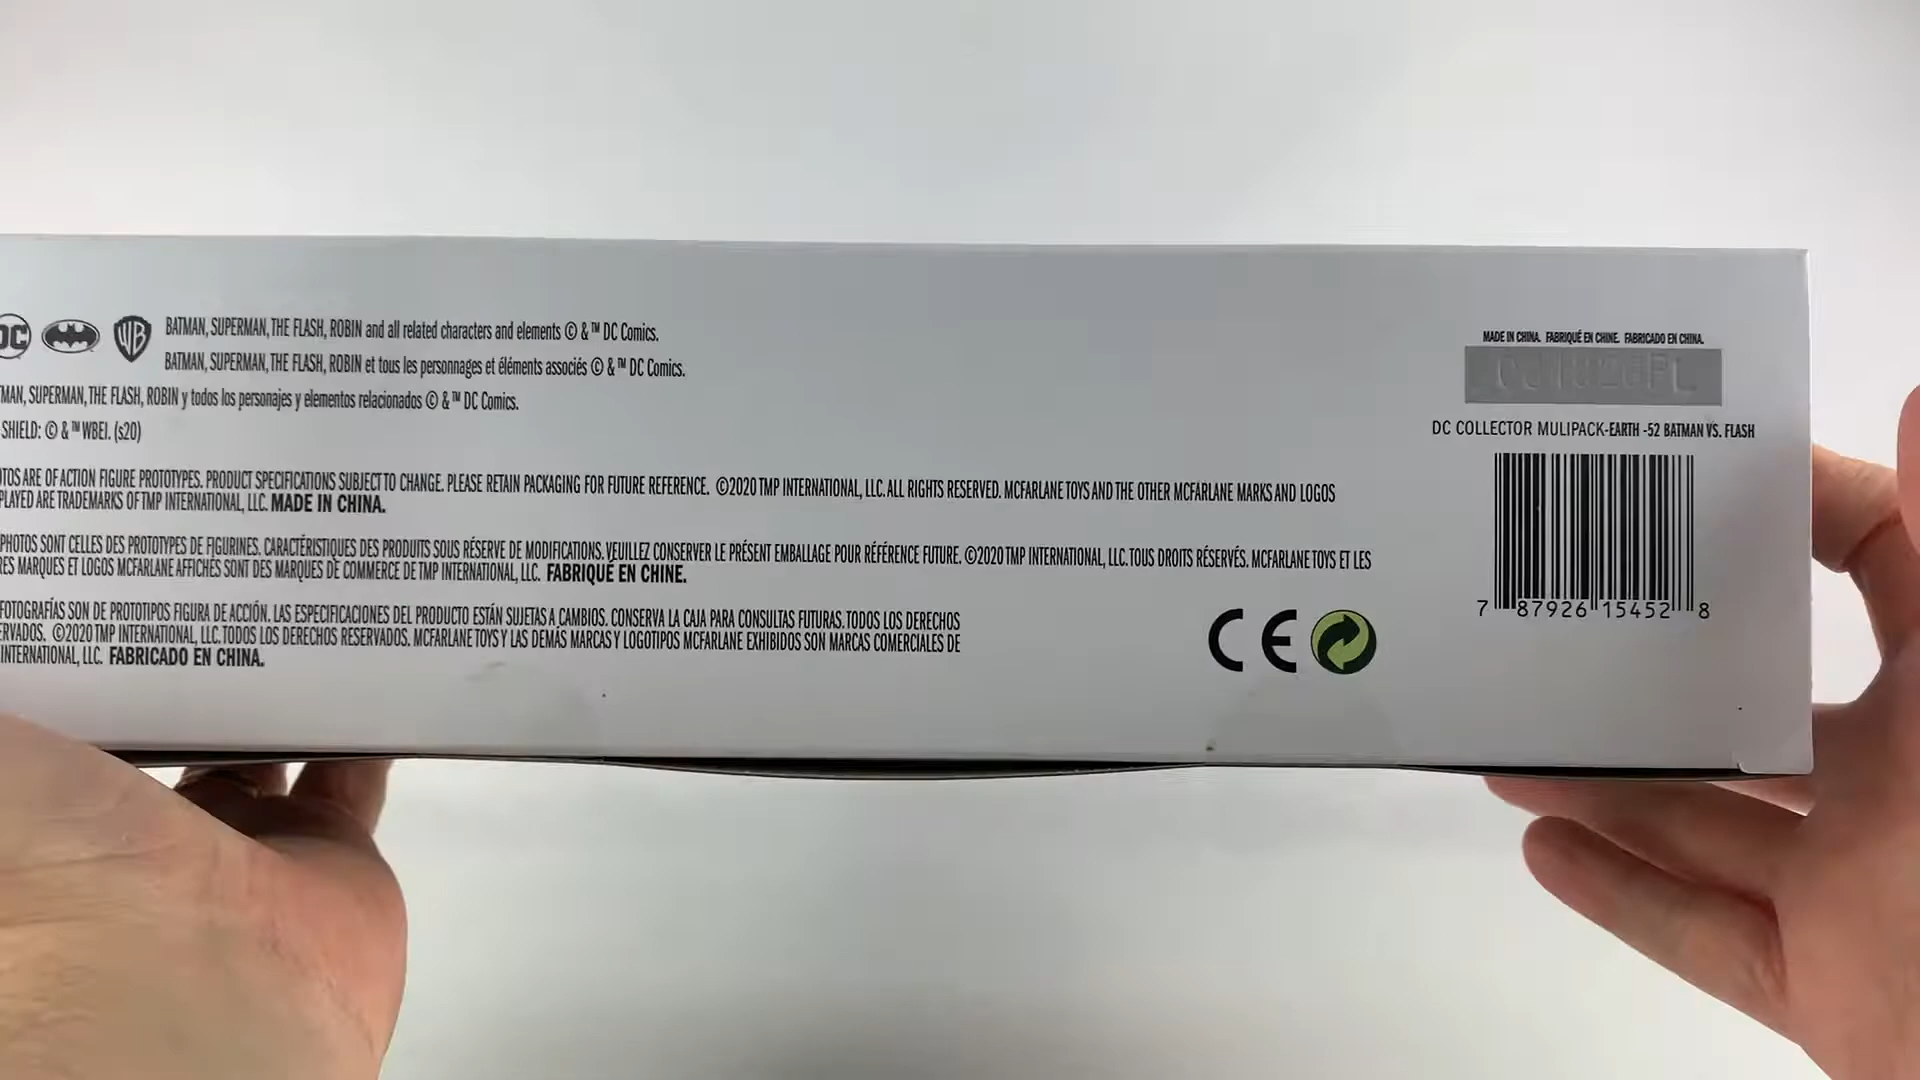 DC WB BATMAN, SUPERMAN, THE FLASH, ROBIN and all related characters and elements © & ™ DC Comics.
BATMAN, SUPERMAN, THE FLASH, ROBIN et tous les personnages et éléments associés © & ™ DC Comics.
MAN, SUPERMAN, THE FLASH, ROBIN y todos los personajes y elementos relacionados © & ™ DC Comics.
SHIELD: © & ™ WBEI. (s20)
TOS ARE OF ACTION FIGURE PROTOTYPES. PRODUCT SPECIFICATIONS SUBJECT TO CHANGE. PLEASE RETAIN PACKAGING FOR FUTURE REFERENCE. ©2020 TMP INTERNATIONAL, LLC. ALL RIGHTS RESERVED. MCFARLANE TOYS AND THE OTHER MCFARLANE MARKS AND LOGOS
PLAYED ARE TRADEMARKS OF TMP INTERNATIONAL, LLC. MADE IN CHINA.
PHOTOS SONT CELLES DES PROTOTYPES DE FIGURINES. CARACTÉRISTIQUES DES PRODUITS SOUS RÉSERVE DE MODIFICATIONS. VEUILLEZ CONSERVER LE PRÉSENT EMBALLAGE POUR RÉFÉRENCE FUTURE. ©2020 TMP INTERNATIONAL, LLC. TOUS DROITS RÉSERVÉS. MCFARLANE TOYS ET LES
RES MARQUES ET LOGOS MCFARLANE AFFICHÉS SONT DES MARQUES DE COMMERCE DE TMP INTERNATIONAL, LLC. FABRIQUÉ EN CHINE.
FOTOGRAFÍAS SON DE PROTOTIPOS FIGURA DE ACCIÓN. LAS ESPECIFICACIONES DEL PRODUCTO ESTÁN SUJETAS A CAMBIOS. CONSERVA LA CAJA PARA CONSULTAS FUTURAS. TODOS LOS DERECHOS
RVADOS. ©2020 TMP INTERNATIONAL, LLC. TODOS LOS DERECHOS RESERVADOS. MCFARLANE TOYS Y LAS DEMÁS MARCAS Y LOGOTIPOS MCFARLANE EXHIBIDOS SON MARCAS COMERCIALES DE
INTERNATIONAL, LLC. FABRICADO EN CHINA.
CE
MADE IN CHINA. FABRIQUÉ EN CHINE. FABRICADO EN CHINA.
DC COLLECTOR MULIPACK-EARTH -52 BATMAN VS. FLASH
7 87926 15452 8